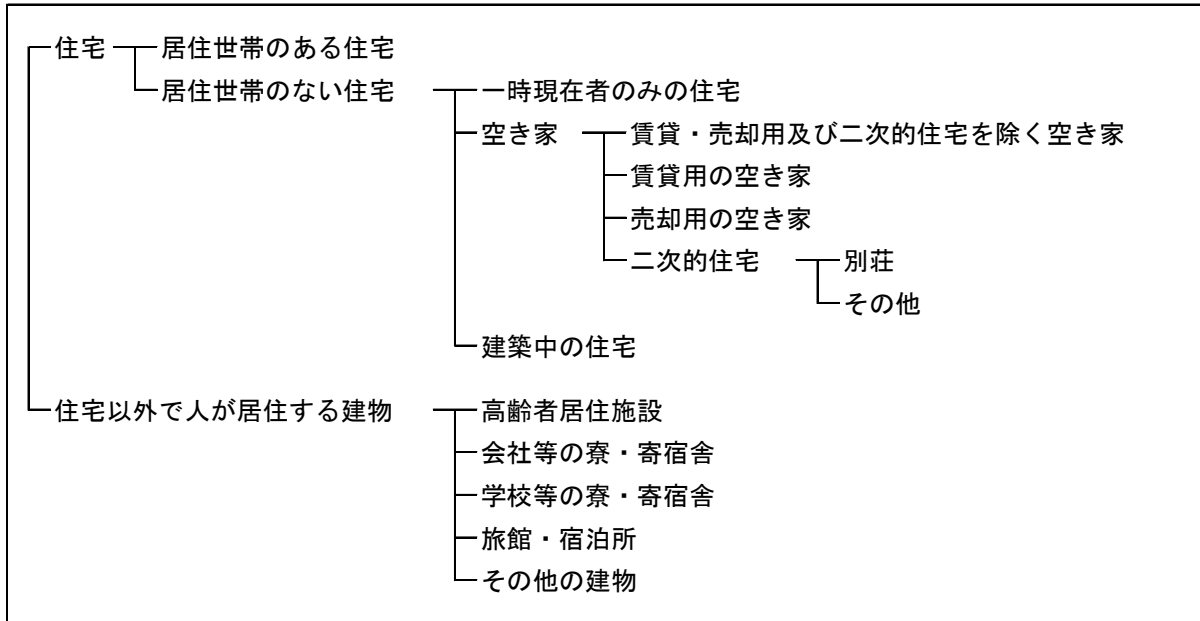 住宅 居住世帯のある住宅
居住世帯のない住宅 一時現在者のみの住宅
空き家 賃貸・売却用及び二次的住宅を除く空き家
賃貸用の空き家
売却用の空き家
二次的住宅 別荘
その他
建築中の住宅
住宅以外で人が居住する建物 高齢者居住施設
会社等の寮・寄宿舎
学校等の寮・寄宿舎
旅館・宿泊所
その他の建物